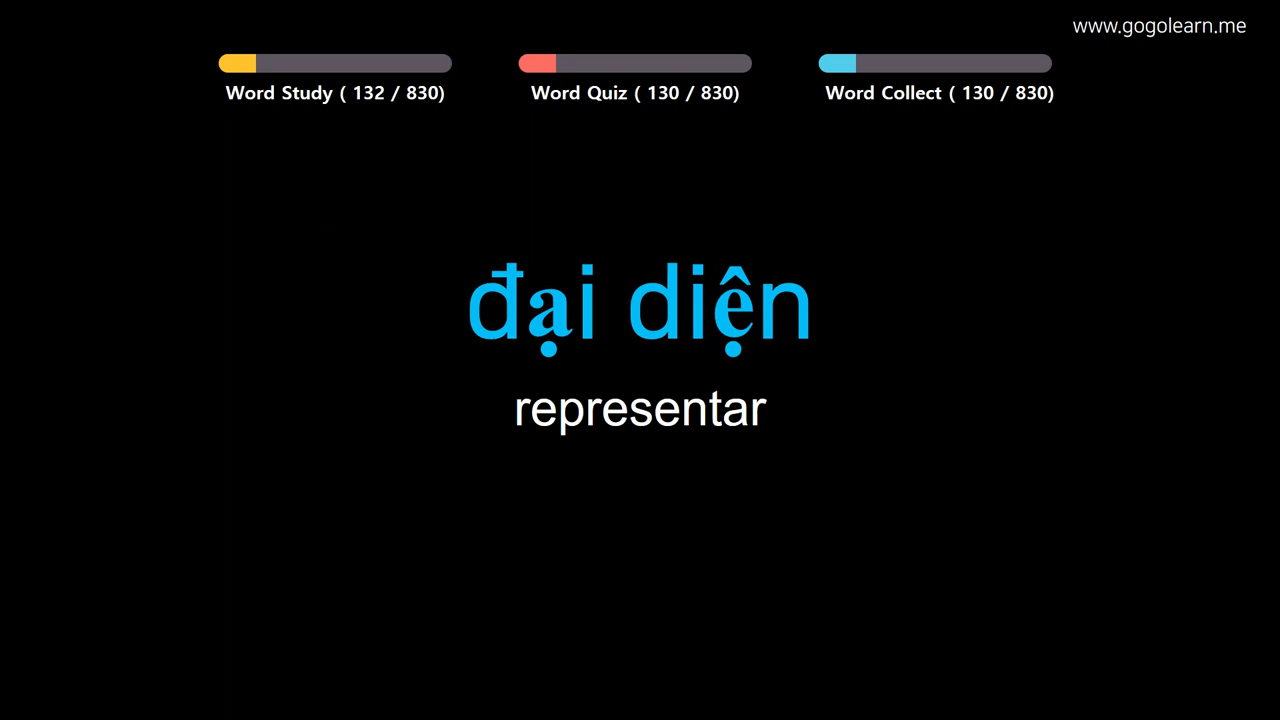 www.gogolearn.me
Word Study ( 132 / 830)
Word Quiz ( 130 / 830)
Word Collect ( 130 / 830)
đại diện
representar